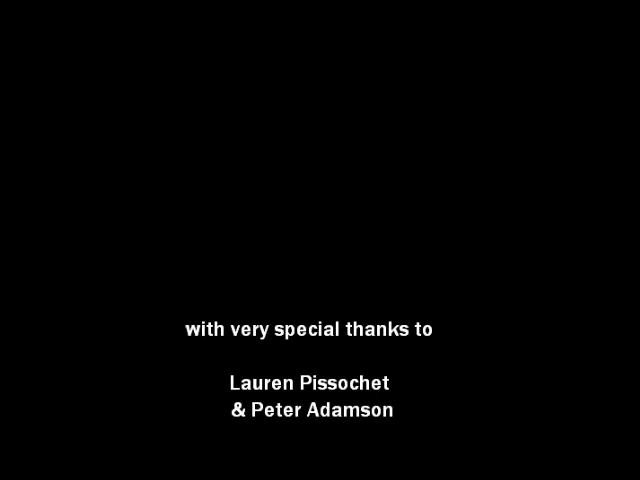 with very special thanks to
Lauren Pissochet
& Peter Adamson